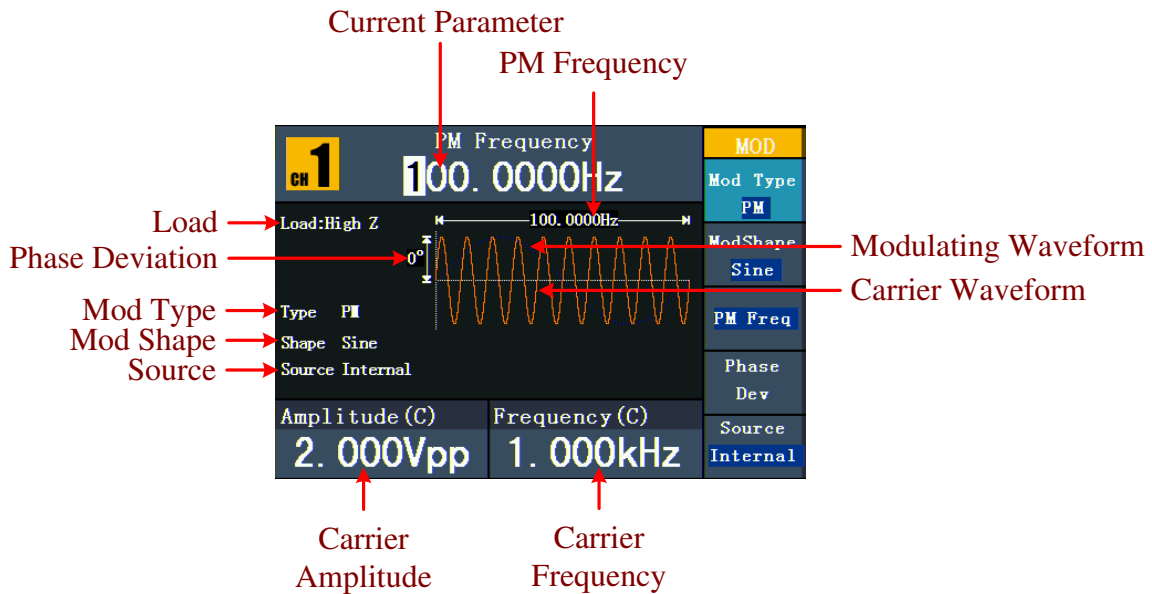 Current Parameter
PM Frequency
CH 1
PM Frequency
100.0000Hz
MOD
Mod Type
PM
ModShape
Sine
PM Freq
Phase
Dev
Source
Internal
Load
Load:High Z
100.0000Hz
Phase Deviation
0°
Modulating Waveform
Carrier Waveform
Mod Type
Type PM
Mod Shape
Shape Sine
Source
Source Internal
Amplitude(C)
2.000Vpp
Frequency(C)
1.000kHz
Carrier
Amplitude
Carrier
Frequency